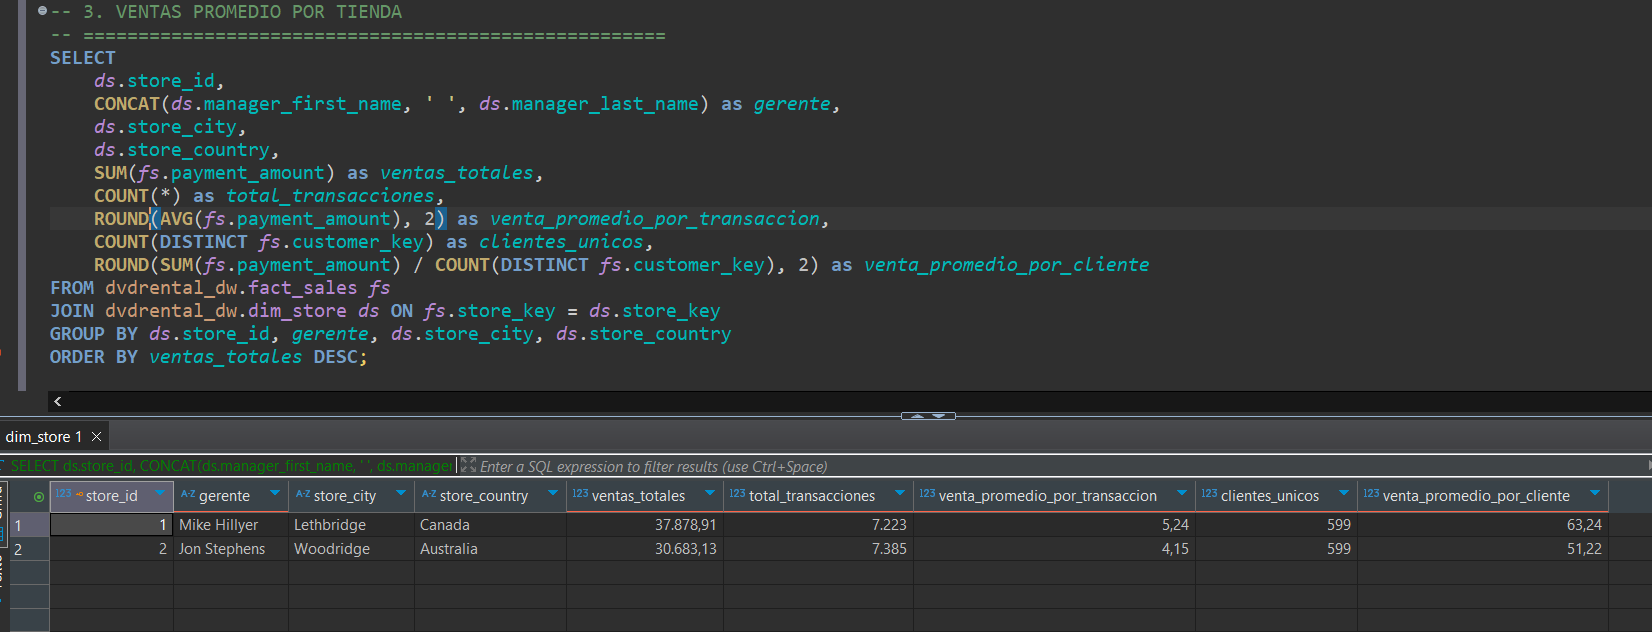 -- 3. VENTAS PROMEDIO POR TIENDA
-- =====================================================
SELECT
ds.store_id,
CONCAT(ds.manager_first_name, ' ', ds.manager_last_name) as gerente,
ds.store_city,
ds.store_country,
SUM(fs.payment_amount) as ventas_totales,
COUNT(*) as total_transacciones,
ROUND(AVG(fs.payment_amount), 2) as venta_promedio_por_transaccion,
COUNT(DISTINCT fs.customer_key) as clientes_unicos,
ROUND(SUM(fs.payment_amount) / COUNT(DISTINCT fs.customer_key), 2) as venta_promedio_por_cliente
FROM dvdrental_dw.fact_sales fs
JOIN dvdrental_dw.dim_store ds ON fs.store_key = ds.store_key
GROUP BY ds.store_id, gerente, ds.store_city, ds.store_country
ORDER BY ventas_totales DESC;
dim_store 1
SELECT ds.store_id, CONCAT(ds.manager_first_name, ' ', ds.manager Enter a SQL expression to filter results (use Ctrl+Space)
123 store_id A-Z gerente A-Z store_city A-Z store_country 123 ventas_totales 123 total_transacciones 123 venta_promedio_por_transaccion 123 clientes_unicos 123 venta_promedio_por_cliente
1 1 Mike Hillyer Lethbridge Canada 37.878,91 7.223 5,24 599 63,24
2 2 Jon Stephens Woodridge Australia 30.683,13 7.385 4,15 599 51,22